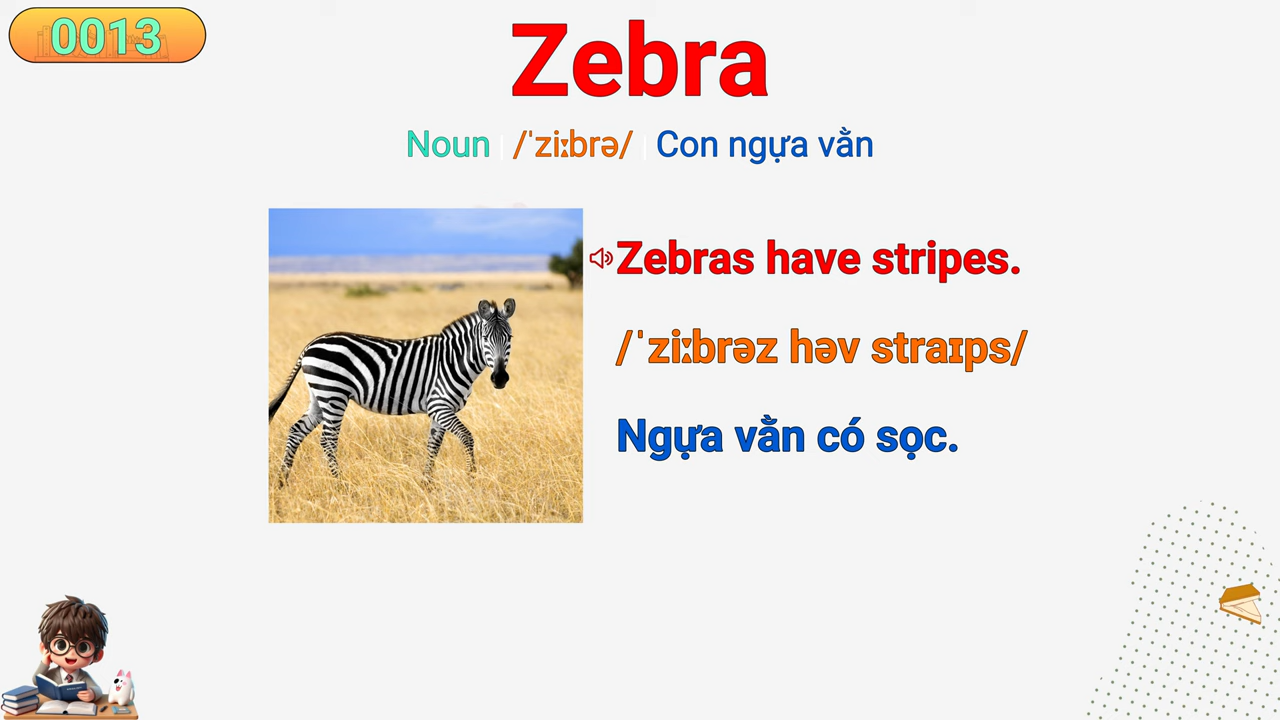 0013
Zebra
Noun | /ˈziːbrə/ | Con ngựa vằn
Zebras have stripes.
/ˈziːbrəz həv straɪps/
Ngựa vằn có sọc.